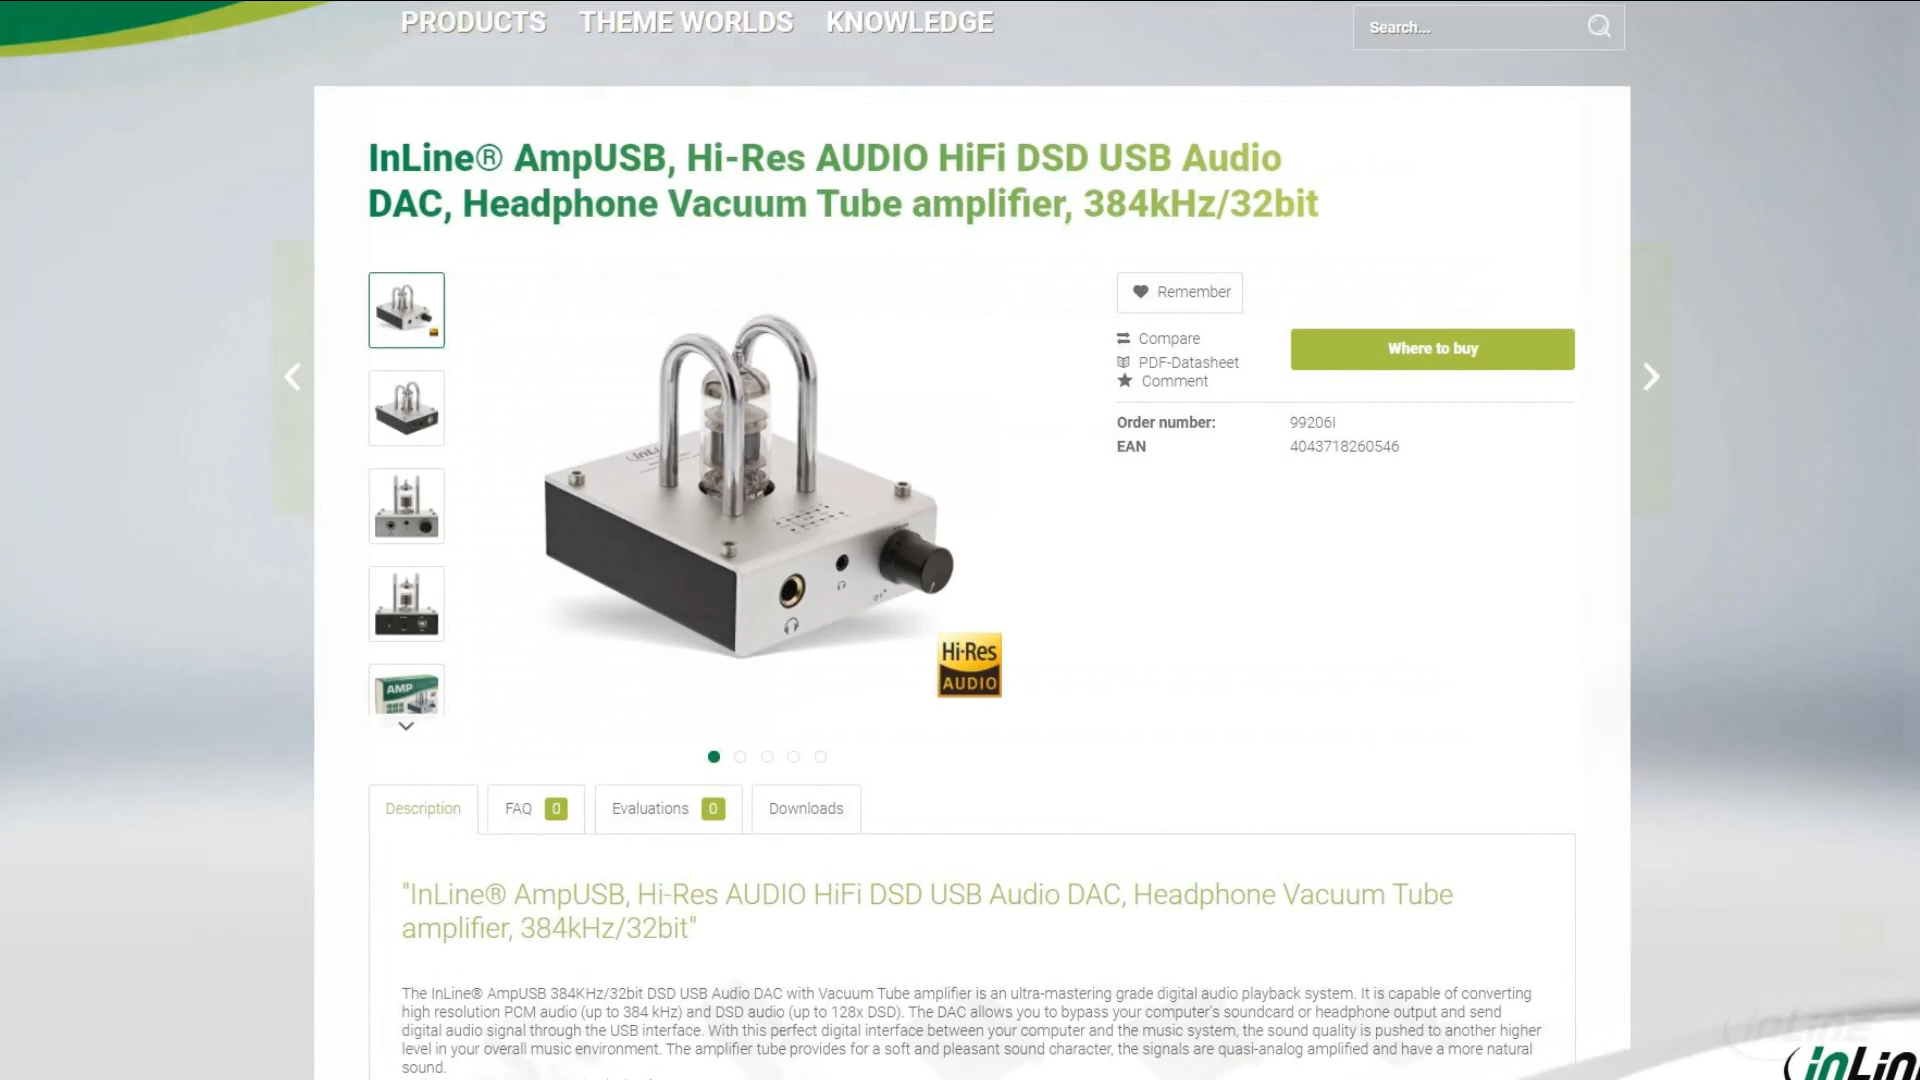 PRODUCTS THEME WORLDS KNOWLEDGE
Search...
InLine® AmpUSB, Hi-Res AUDIO HiFi DSD USB Audio
DAC, Headphone Vacuum Tube amplifier, 384kHz/32bit
Remember
Compare
PDF-Datasheet
Comment
Where to buy
Order number: 99206I
EAN 4043718260546
Hi-Res
AUDIO
AMP
Description FAQ 0 Evaluations 0 Downloads
"InLine® AmpUSB, Hi-Res AUDIO HiFi DSD USB Audio DAC, Headphone Vacuum Tube
amplifier, 384kHz/32bit"
The InLine® AmpUSB 384KHz/32bit DSD USB Audio DAC with Vacuum Tube amplifier is an ultra-mastering grade digital audio playback system. It is capable of converting
high resolution PCM audio (up to 384 kHz) and DSD audio (up to 128x DSD). The DAC allows you to bypass your computer's soundcard or headphone output and send
digital audio signal through the USB interface. With this perfect digital interface between your computer and the music system, the sound quality is pushed to another higher
level in your overall music environment. The amplifier tube provides for a soft and pleasant sound character, the signals are quasi-analog amplified and have a more natural
sound.